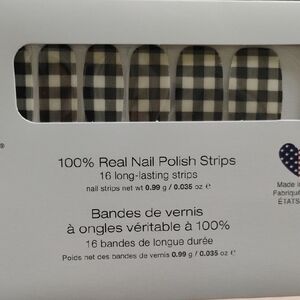 ®
100% Real Nail Polish Strips
16 long-lasting strips
nail strips net wt 0.99 g / 0.035 oz ℮
Made in
Fabriqué
ÉTATS
Bandes de vernis
à ongles véritable à 100%
16 bandes de longue durée
Poids net des bandes de vernis 0.99 g / 0.035 oz ℮